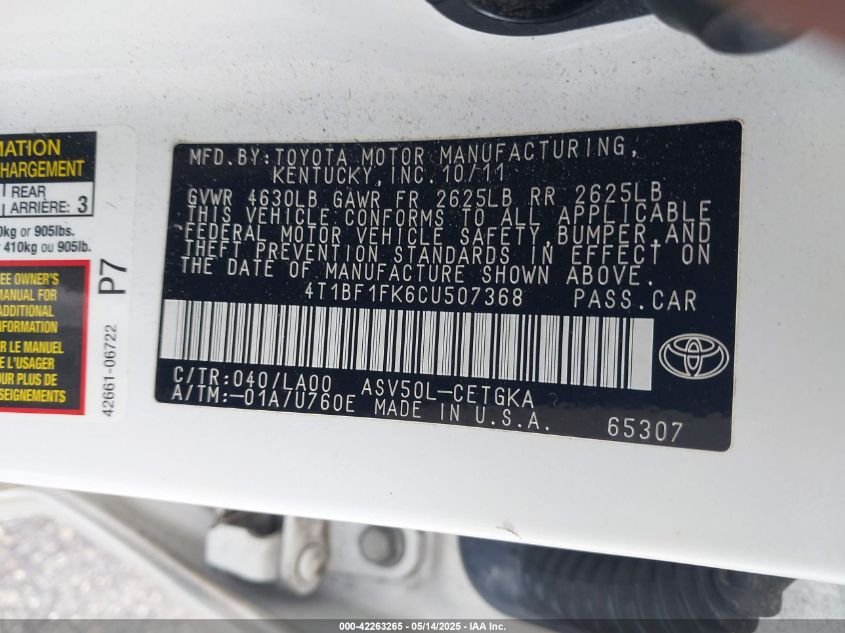 MATION
CHARGEMENT
REAR
ARRIÈRE: 3
kg or 905lbs.
410kg ou 905lb.
EE OWNER'S
MANUAL FOR
ADDITIONAL
NFORMATION
R LE MANUEL
E L'USAGER
OUR PLUS DE
SEIGNEMENTS
P7
42661-06722
MFD.BY:TOYOTA MOTOR MANUFACTURING,
KENTUCKY, INC. 10/11
GVWR 4630LB GAWR FR 2625LB RR 2625LB
THIS VEHICLE CONFORMS TO ALL APPLICABLE
FEDERAL MOTOR VEHICLE SAFETY,BUMPER,AND
THEFT PREVENTION STANDARDS IN EFFECT ON
THE DATE OF MANUFACTURE SHOWN ABOVE.
4T1BF1FK6CU507368 PASS.CAR
C/TR:040/LA00 ASV50L-CETGKA
A/TM:-01A/U760E MADE IN U.S.A.
65307
000-42263265 - 05/14/2025 - IAA Inc.